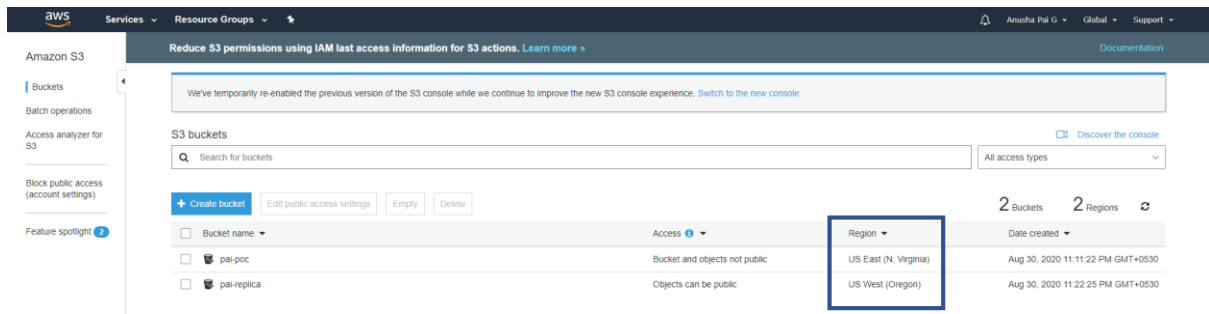 aws Services Resource Groups Anusha Pai G Global Support
Amazon S3
Buckets
Batch operations
Access analyzer for
S3
Block public access
(account settings)
Feature spotlight 2
Reduce S3 permissions using IAM last access information for S3 actions. Learn more » Documentation
We've temporarily re-enabled the previous version of the S3 console while we continue to improve the new S3 console experience. Switch to the new console.
S3 buckets Discover the console
Search for buckets All access types
+ Create bucket Edit public access settings Empty Delete 2 Buckets 2 Regions
Bucket name Access Region Date created
pai-poc Bucket and objects not public US East (N. Virginia) Aug 30, 2020 11:11:22 PM GMT+0530
pai-replica Objects can be public US West (Oregon) Aug 30, 2020 11:22:25 PM GMT+0530